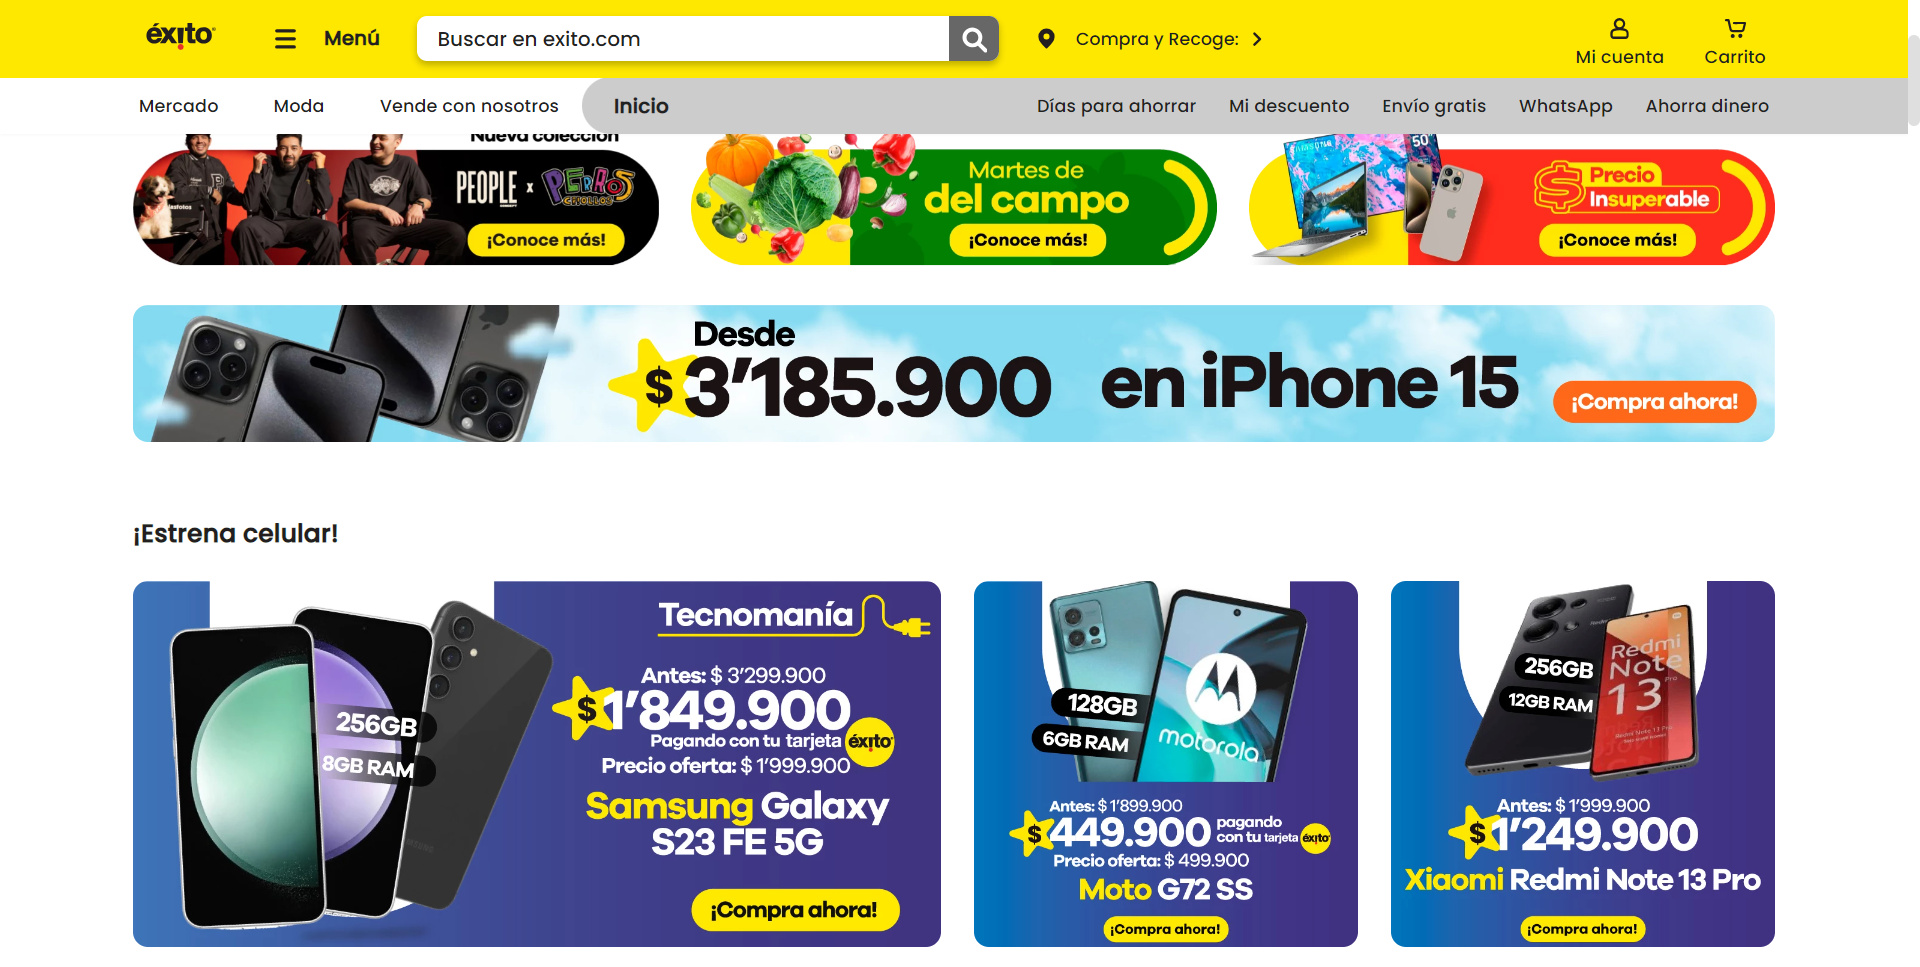 éxito
Menú
Buscar en exito.com
Compra y Recoge:
Mi cuenta
Carrito
Mercado
Moda
Vende con nosotros
Inicio
Días para ahorrar
Mi descuento
Envío gratis
WhatsApp
Ahorra dinero
Nueva colección
PEOPLE x PERROS
CRIOLLOS
¡Conoce más!
Martes de
del campo
¡Conoce más!
50"
$ Precio
Insuperable
¡Conoce más!
Desde
$ 3'185.900 en iPhone 15
¡Compra ahora!
¡Estrena celular!
Tecnomanía
256GB
8GB RAM
Antes: $ 3'299.900
$ 1'849.900
Pagando con tu tarjeta éxito
Precio oferta: $ 1'999.900
Samsung Galaxy
S23 FE 5G
¡Compra ahora!
128GB
6GB RAM
motorola
Antes: $ 1'899.900
$ 449.900 pagando
con tu tarjeta éxito
Precio oferta: $ 499.900
Moto G72 SS
¡Compra ahora!
256GB
12GB RAM
Redmi
Note
13 Pro
Redmi Note 13 Pro
Antes: $ 1'999.900
$ 1'249.900
Xiaomi Redmi Note 13 Pro
¡Compra ahora!